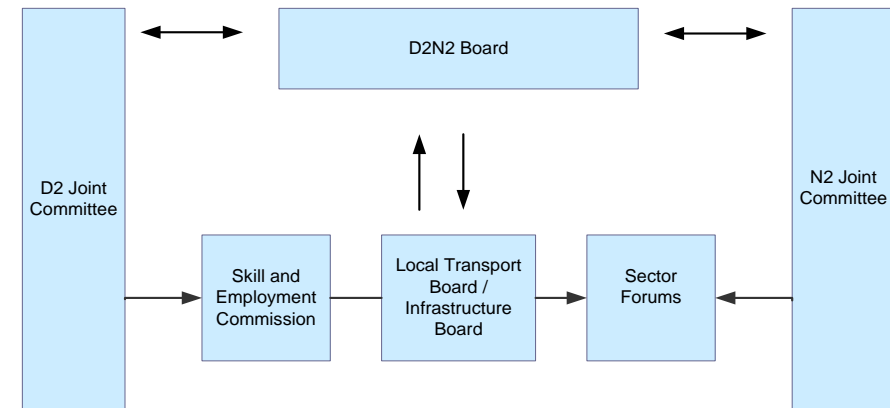 D2N2 Board
D2 Joint
Committee
N2 Joint
Committee
Skill and
Employment
Commission
Local Transport
Board /
Infrastructure
Board
Sector
Forums